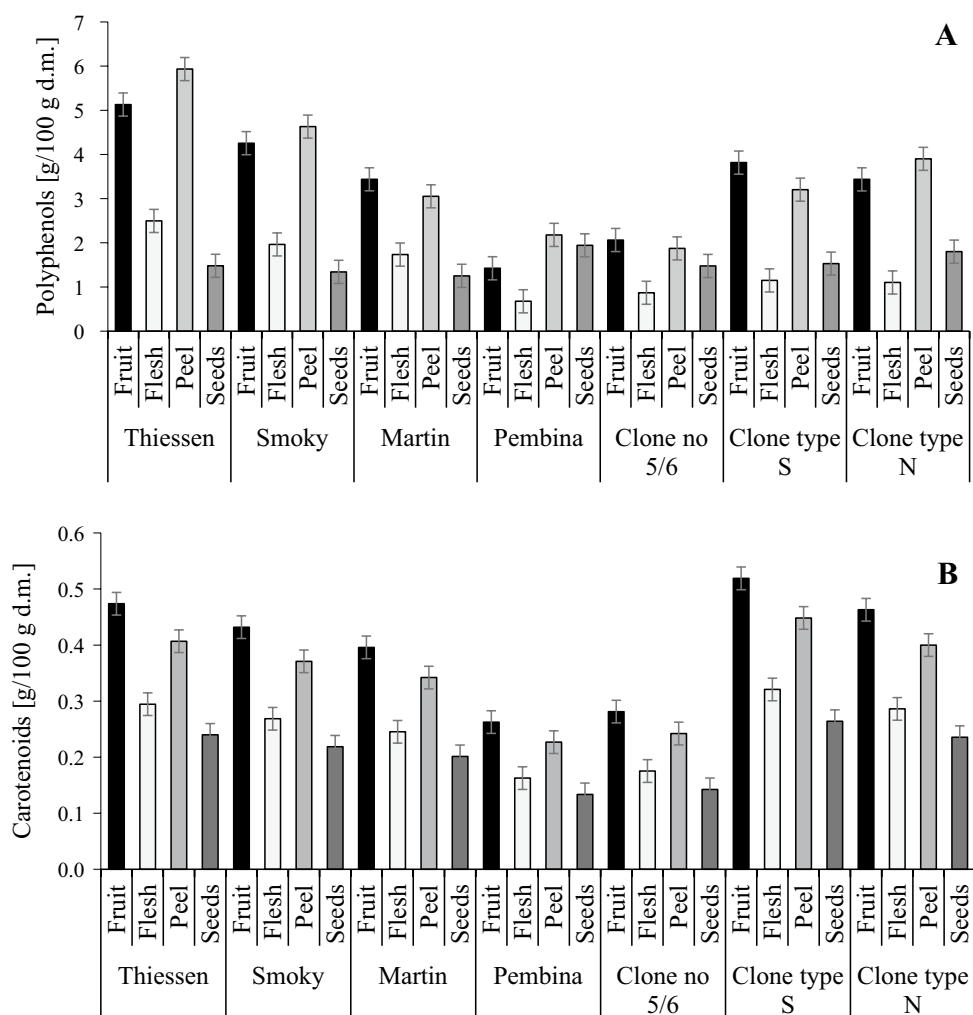 A
Polyphenols [g/100 g d.m.]
7
6
5
4
3
2
1
0
Fruit Flesh Peel Seeds Fruit Flesh Peel Seeds Fruit Flesh Peel Seeds Fruit Flesh Peel Seeds Fruit Flesh Peel Seeds Fruit Flesh Peel Seeds Fruit Flesh Peel Seeds
Thiessen Smoky Martin Pembina Clone no Clone type Clone type
5/6 S N
B
Carotenoids [g/100 g d.m.]
0.6
0.5
0.4
0.3
0.2
0.1
0.0
Fruit Flesh Peel Seeds Fruit Flesh Peel Seeds Fruit Flesh Peel Seeds Fruit Flesh Peel Seeds Fruit Flesh Peel Seeds Fruit Flesh Peel Seeds Fruit Flesh Peel Seeds
Thiessen Smoky Martin Pembina Clone no Clone type Clone type
5/6 S N